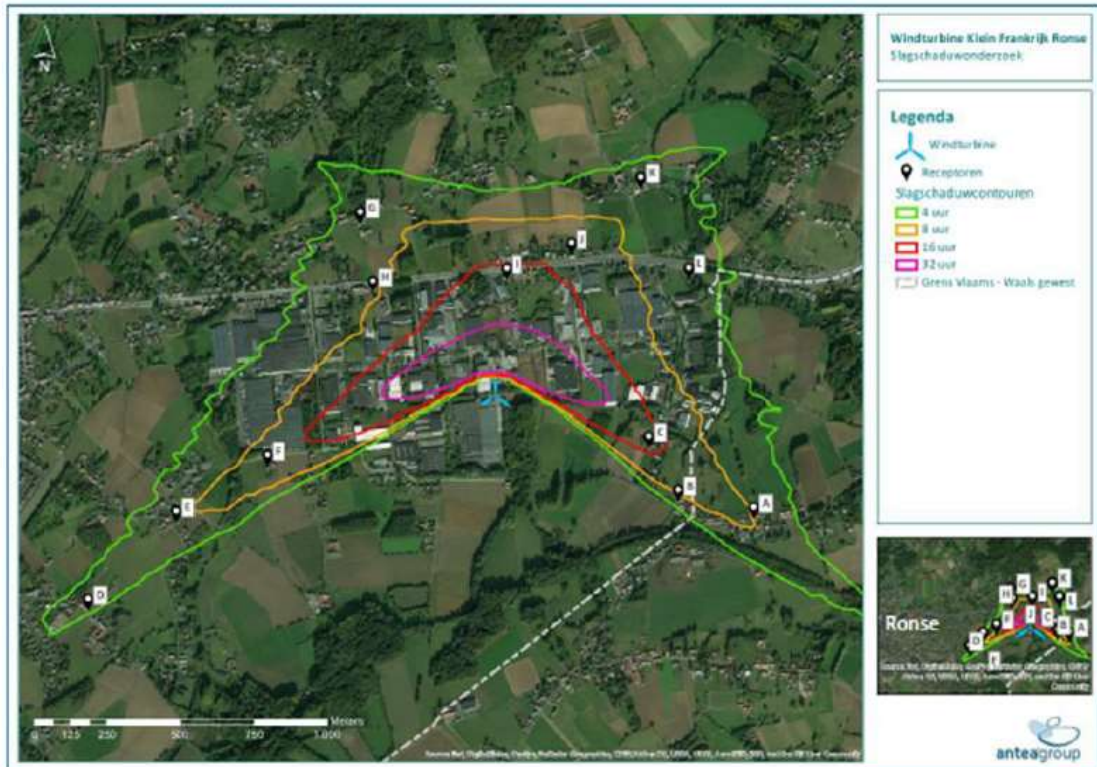 N
Windturbine Klein Frankrijk Ronse
Slagschaduwonderzoek
Legenda
Windturbine
Receptoren
Slagschaduwcontouren
4 uur
8 uur
16 uur
32 uur
Grens Vlaams - Waals gewest
K
G
J
I
L
H
C
F
B
A
E
D
0 125 250 500 750 1.000
Meters
K
G
H
I
L
F
J
C
B
A
D
E
Ronse
anteagroup